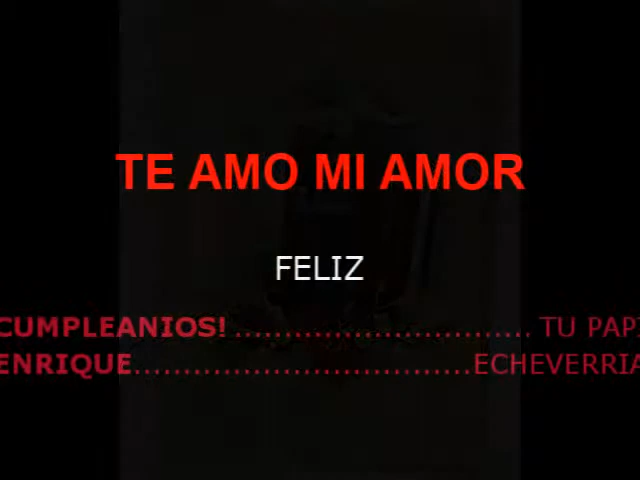 TE AMO MI AMOR
FELIZ
CUMPLEANIOS!.............................. TU PAPI
ENRIQUE..................................ECHEVERRIA